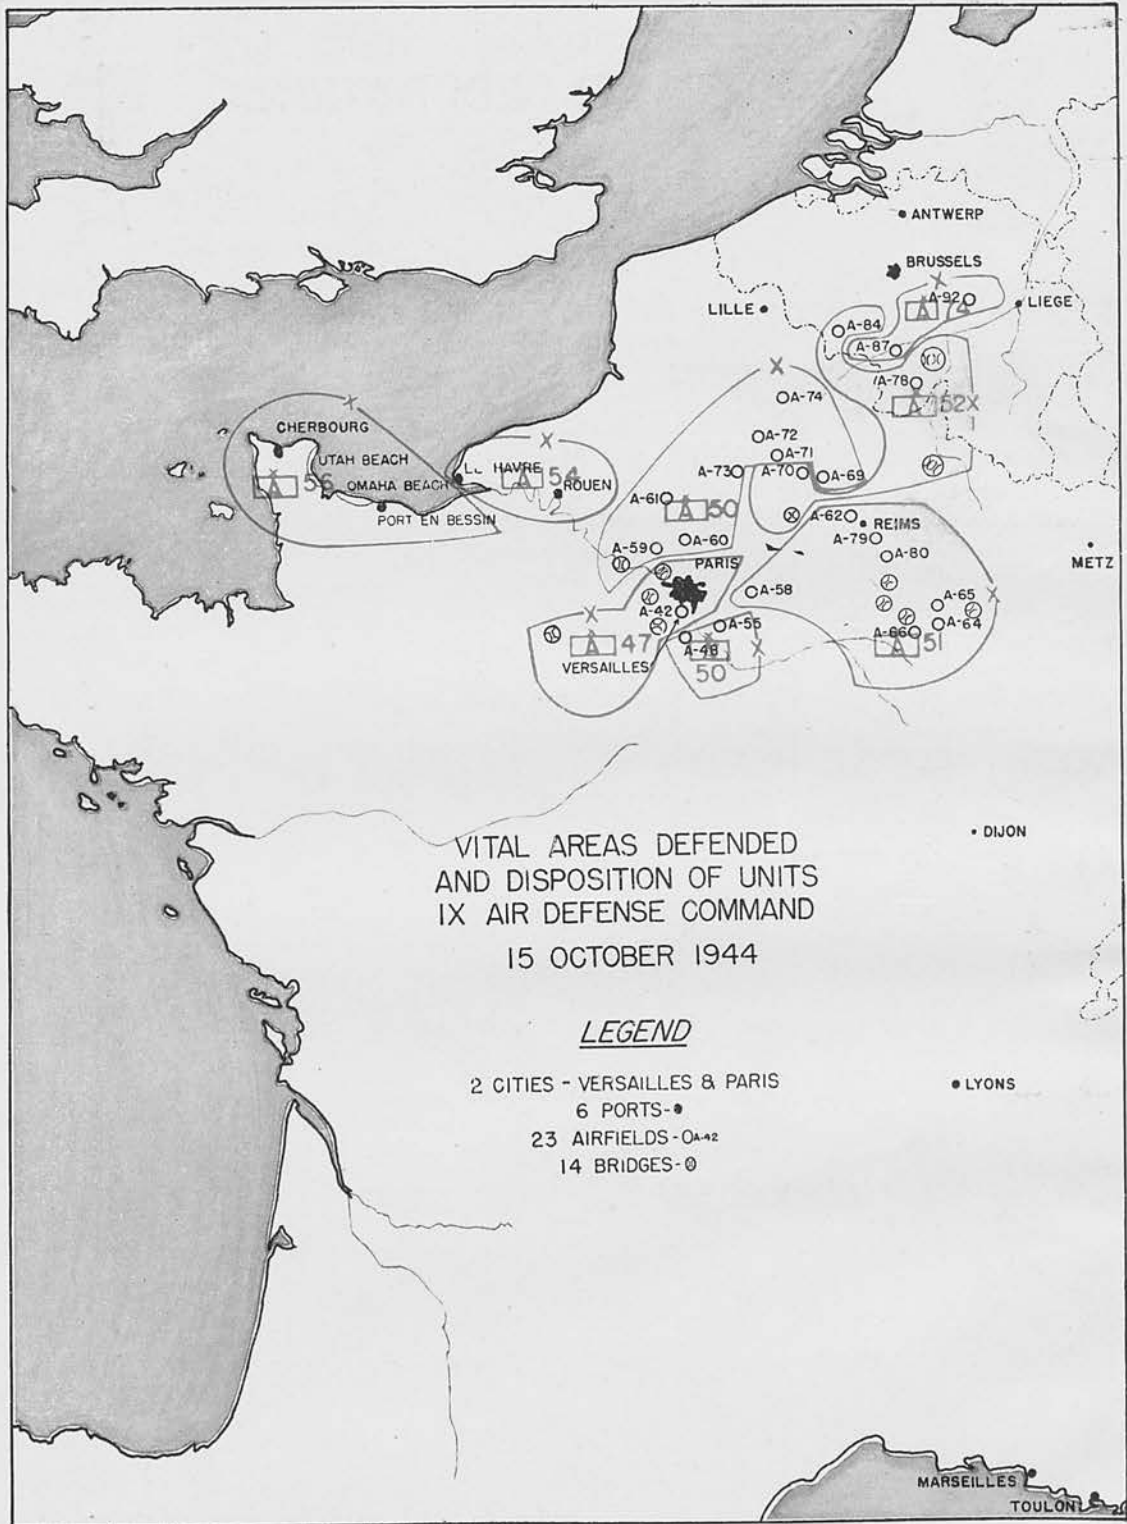 ANTWERP
BRUSSELS
LILLE
A-92
LIEGE
A-84
A-87
A-78
52
A-74
CHERBOURG
A-72
UTAH BEACH
A-71
HAVRE
54
A-73
A-70
A-69
56
OMAHA BEACH
ROUEN
A-61
50
PORT EN BESSIN
A-62
REIMS
A-59
A-60
A-79
PARIS
A-80
METZ
A-58
A-65
A-42
A-55
A-64
A-66
47
A-48
51
VERSAILLES
50
VITAL AREAS DEFENDED
AND DISPOSITION OF UNITS
IX AIR DEFENSE COMMAND
15 OCTOBER 1944
DIJON
LEGEND
2 CITIES - VERSAILLES & PARIS
6 PORTS-
23 AIRFIELDS - A-42
14 BRIDGES-
LYONS
MARSEILLES
TOULON